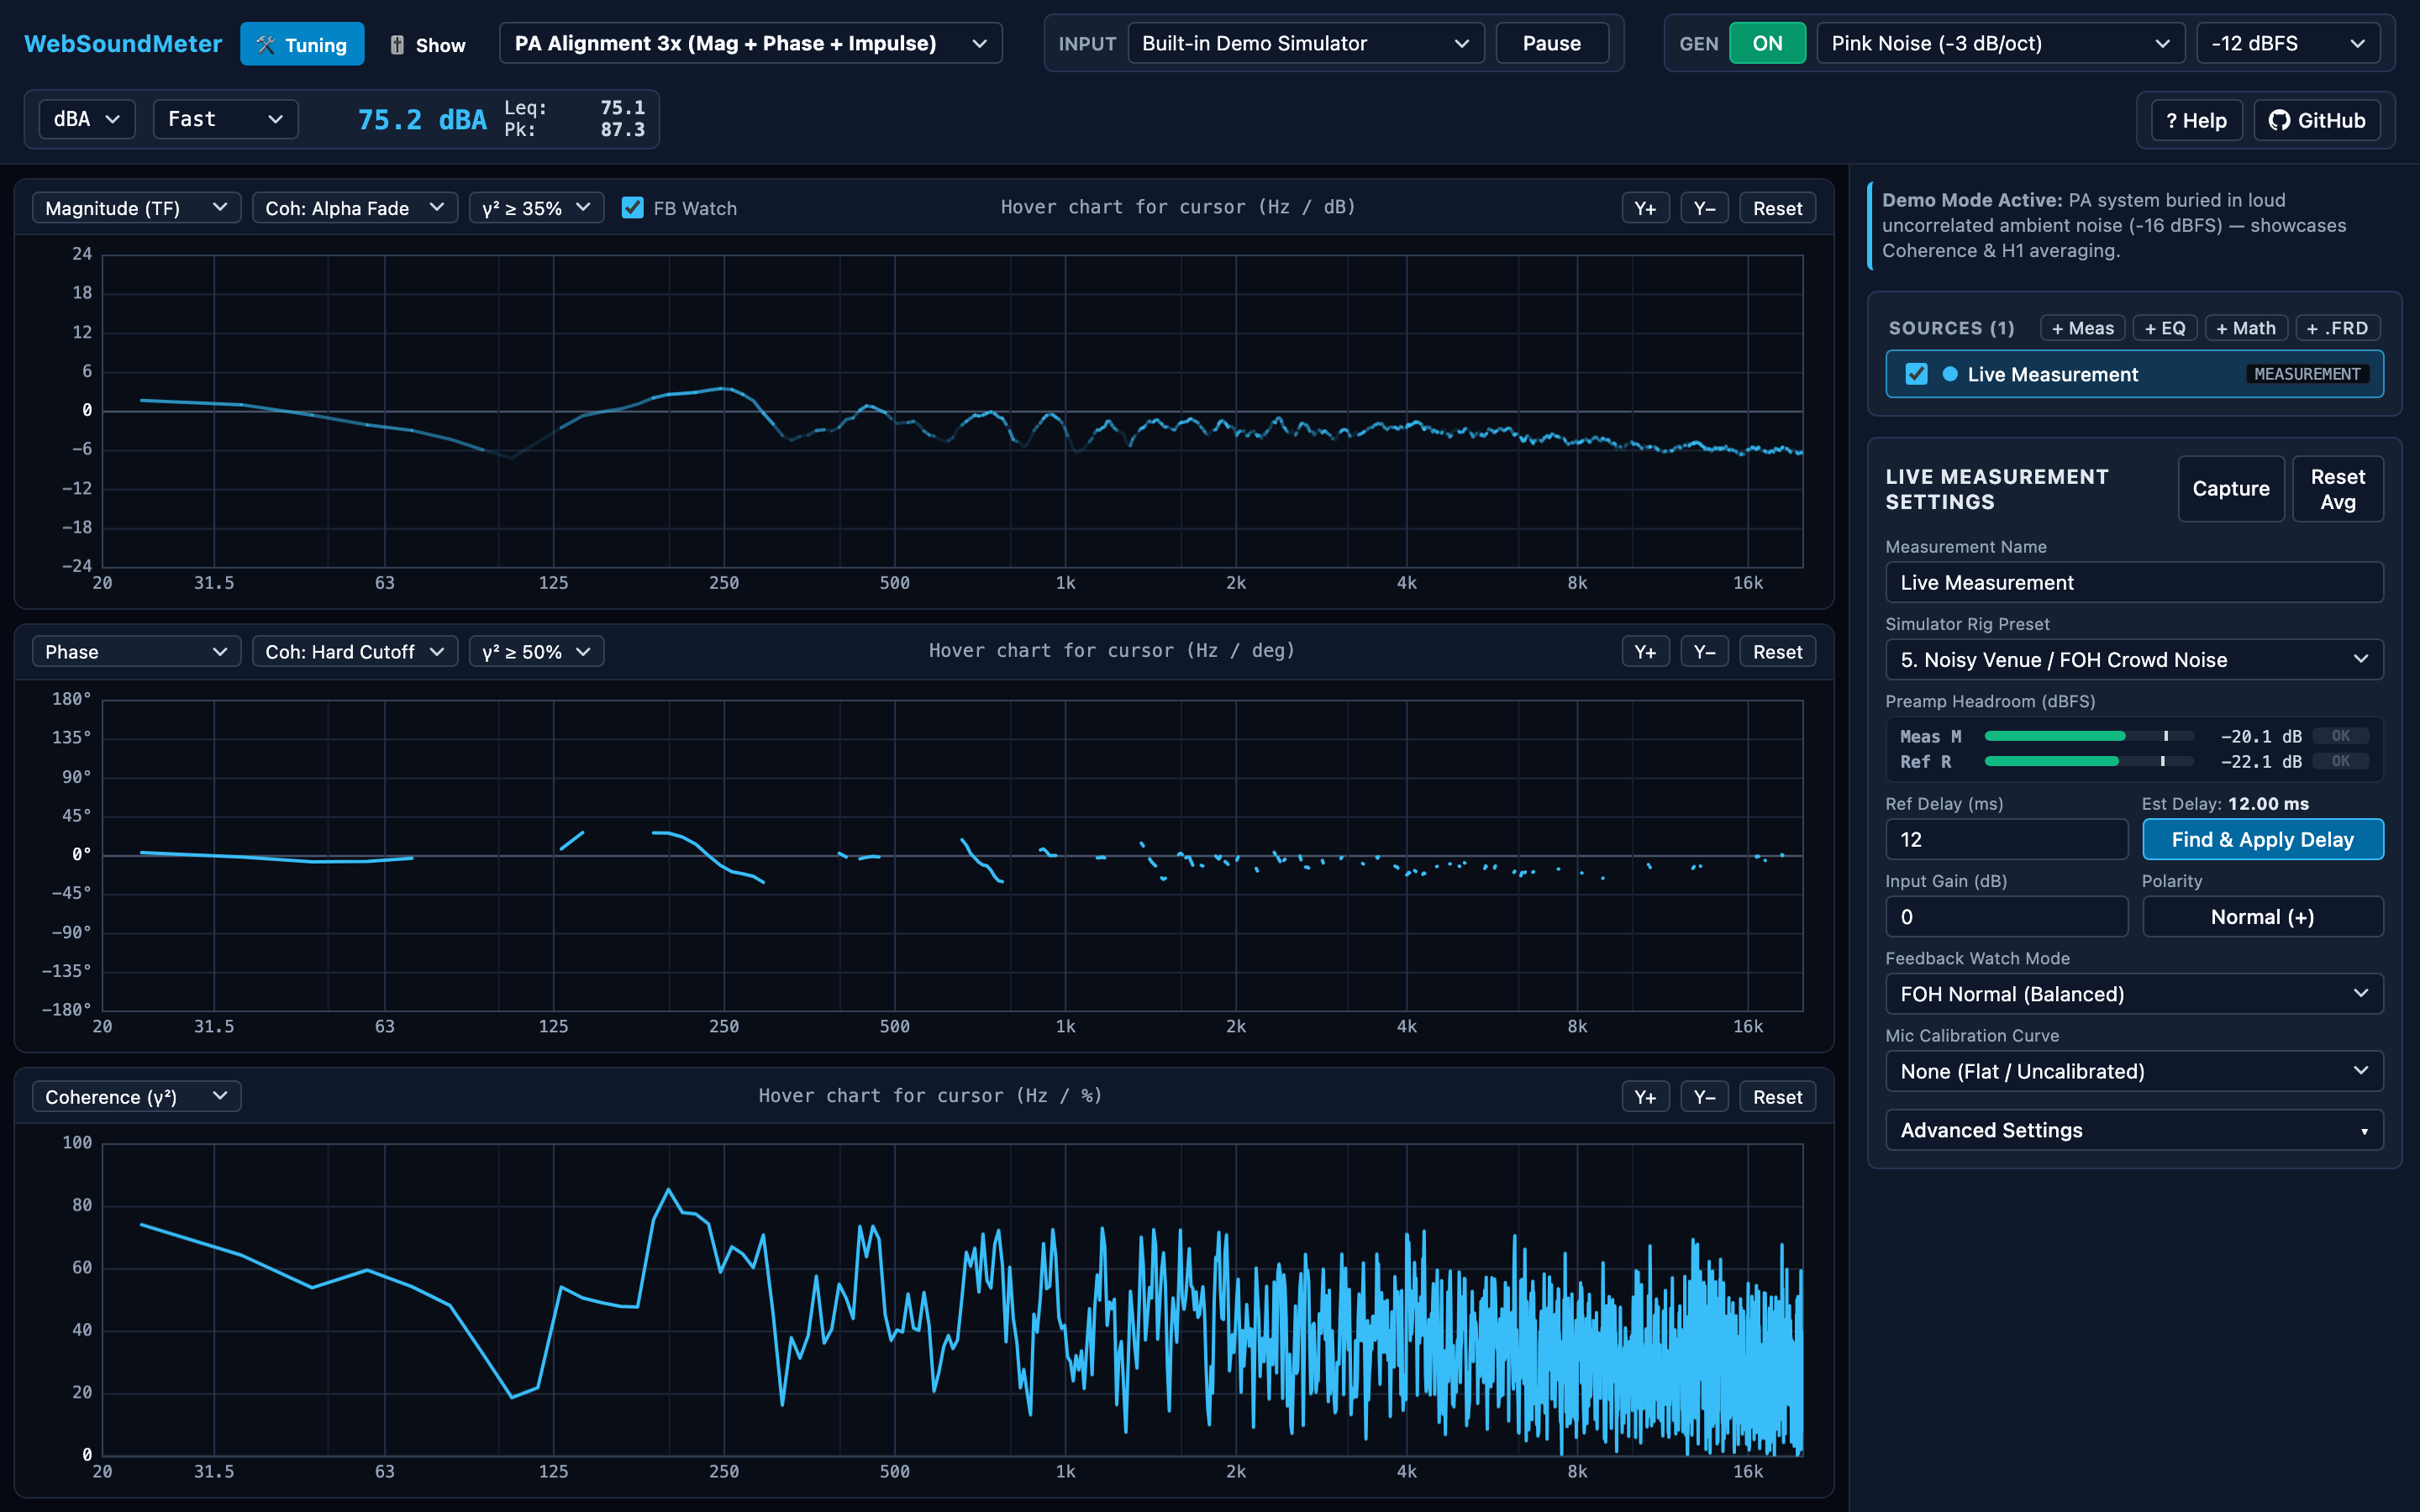 WebSoundMeter
🛠 Tuning
🎚 Show
PA Alignment 3x (Mag + Phase + Impulse)
INPUT
Built-in Demo Simulator
Pause
GEN
ON
Pink Noise (-3 dB/oct)
-12 dBFS
dBA
Fast
75.2 dBA
Leq: 75.1
Pk: 87.3
? Help
GitHub
Magnitude (TF)
Coh: Alpha Fade
γ² ≥ 35%
FB Watch
Hover chart for cursor (Hz / dB)
Y+
Y−
Reset
24
18
12
6
0
−6
−12
−18
−24
20 31.5 63 125 250 500 1k 2k 4k 8k 16k
Phase
Coh: Hard Cutoff
γ² ≥ 50%
Hover chart for cursor (Hz / deg)
Y+
Y−
Reset
180°
135°
90°
45°
0°
−45°
−90°
−135°
−180°
20 31.5 63 125 250 500 1k 2k 4k 8k 16k
Coherence (γ²)
Hover chart for cursor (Hz / %)
Y+
Y−
Reset
100
80
60
40
20
0
20 31.5 63 125 250 500 1k 2k 4k 8k 16k
Demo Mode Active: PA system buried in loud
uncorrelated ambient noise (-16 dBFS) — showcases
Coherence & H1 averaging.
SOURCES (1)
+ Meas
+ EQ
+ Math
+ .FRD
Live Measurement
MEASUREMENT
LIVE MEASUREMENT
SETTINGS
Capture
Reset
Avg
Measurement Name
Live Measurement
Simulator Rig Preset
5. Noisy Venue / FOH Crowd Noise
Preamp Headroom (dBFS)
Meas M −20.1 dB OK
Ref R −22.1 dB OK
Ref Delay (ms)
Est Delay: 12.00 ms
12
Find & Apply Delay
Input Gain (dB)
Polarity
0
Normal (+)
Feedback Watch Mode
FOH Normal (Balanced)
Mic Calibration Curve
None (Flat / Uncalibrated)
Advanced Settings